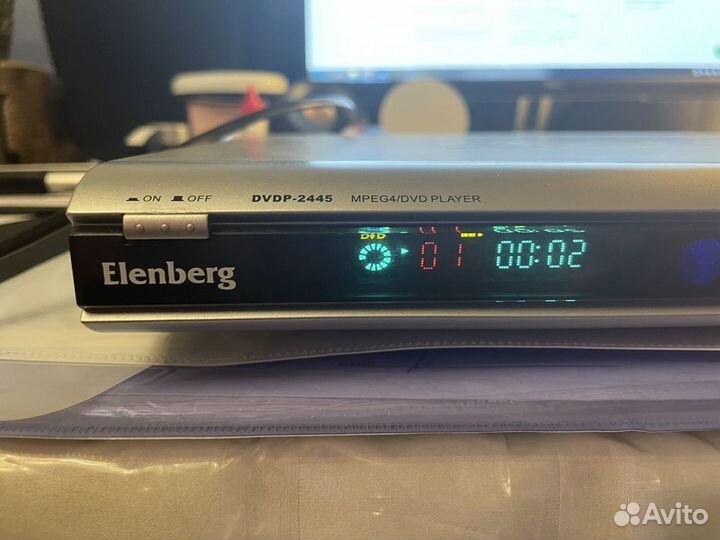 ON OFF DVDP-2445 MPEG4/DVD PLAYER
DVD
01 00:02
Elenberg
Avito